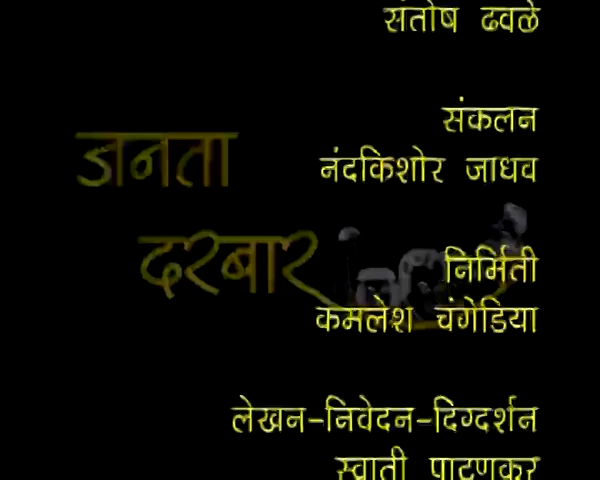 संतोष ढवळे
संकलन
नंदकिशोर जाधव
जनता
दरबार
निर्मिती
कमलेश चंगेडिया
लेखन-निवेदन-दिग्दर्शन
स्वाती पाटणकर